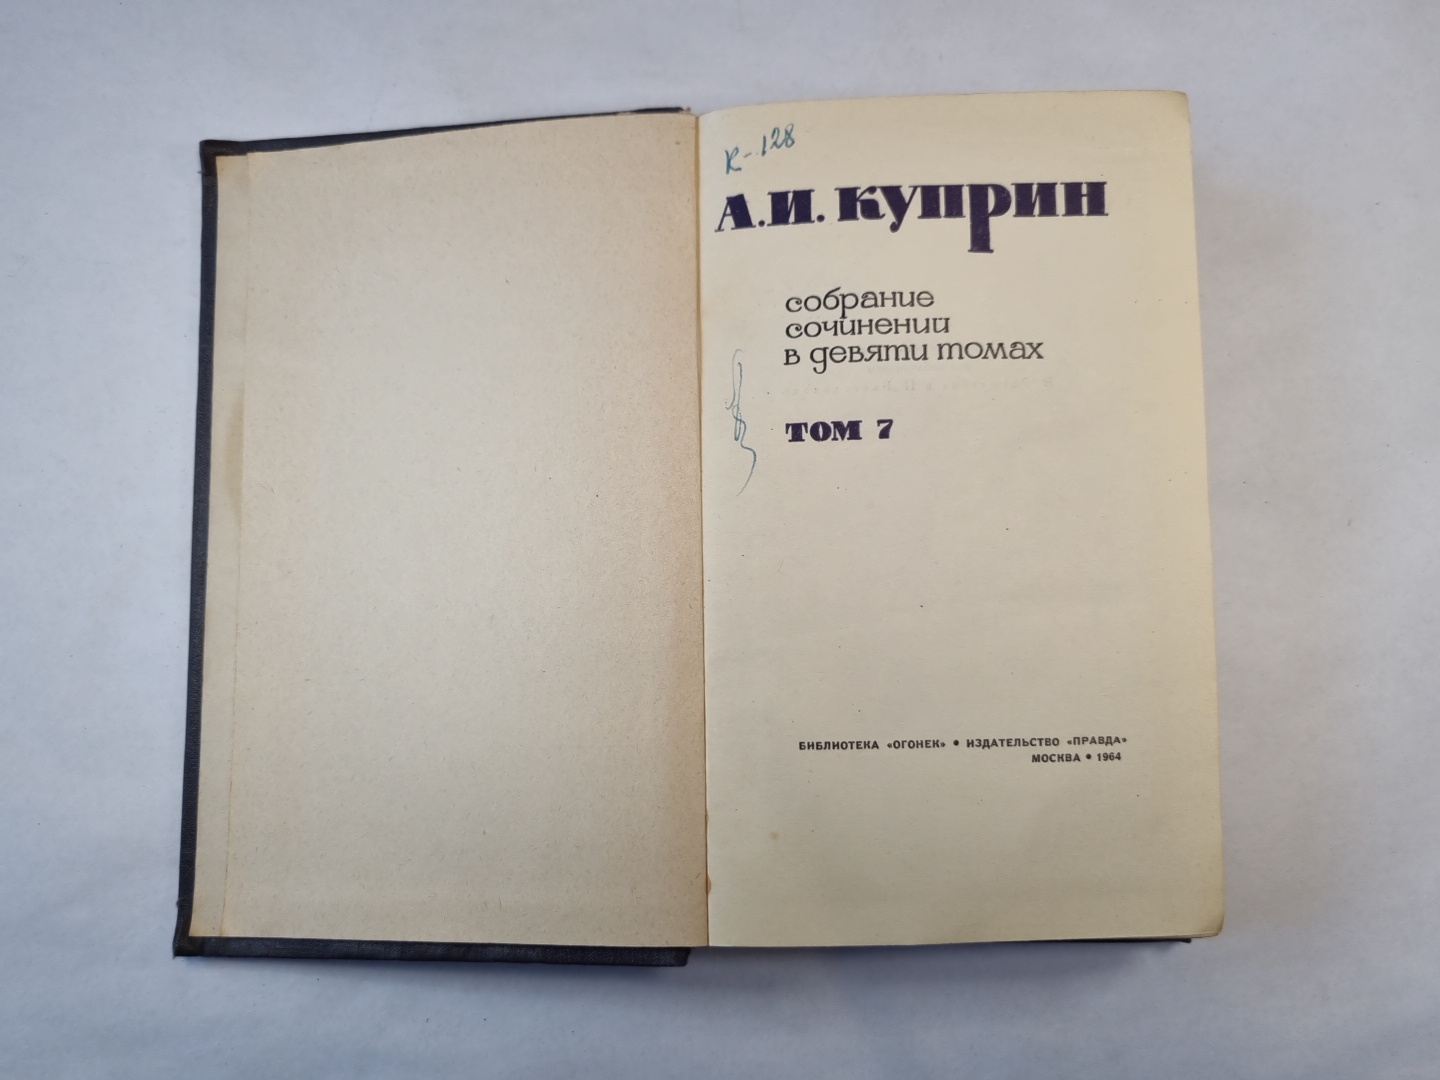 К-128
А.И. Куприн
собрание
сочинений
в девяти томах
том 7
БИБЛИОТЕКА «ОГОНЕК» • ИЗДАТЕЛЬСТВО «ПРАВДА»
МОСКВА • 1964